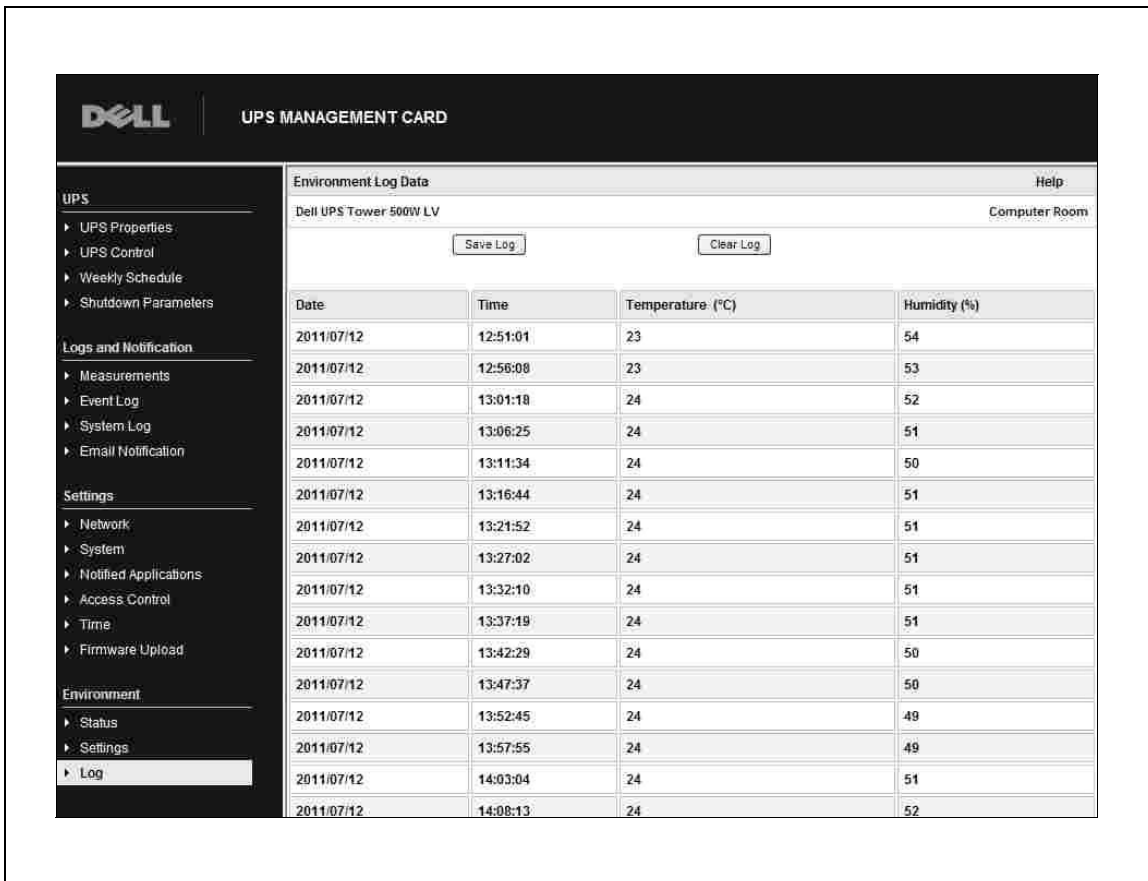 DELL
UPS MANAGEMENT CARD
UPS
UPS Properties
UPS Control
Weekly Schedule
Shutdown Parameters
Logs and Notification
Measurements
Event Log
System Log
Email Notification
Settings
Network
System
Notified Applications
Access Control
Time
Firmware Upload
Environment
Status
Settings
Log
Environment Log Data Help
Dell UPS Tower 500W LV Computer Room
Save Log Clear Log
Date Time Temperature (°C) Humidity (%)
2011/07/12 12:51:01 23 54
2011/07/12 12:56:08 23 53
2011/07/12 13:01:18 24 52
2011/07/12 13:06:25 24 51
2011/07/12 13:11:34 24 50
2011/07/12 13:16:44 24 51
2011/07/12 13:21:52 24 51
2011/07/12 13:27:02 24 51
2011/07/12 13:32:10 24 51
2011/07/12 13:37:19 24 51
2011/07/12 13:42:29 24 50
2011/07/12 13:47:37 24 50
2011/07/12 13:52:45 24 49
2011/07/12 13:57:55 24 49
2011/07/12 14:03:04 24 51
2011/07/12 14:08:13 24 52